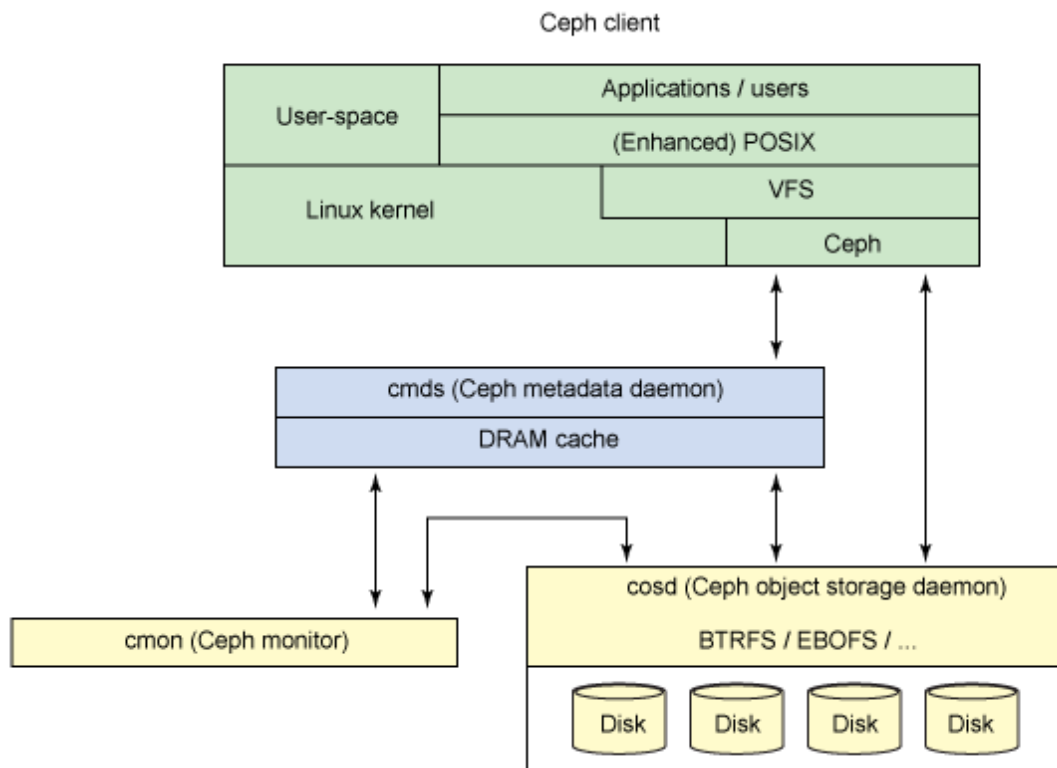 Ceph client
Applications / users
User-space
(Enhanced) POSIX
VFS
Linux kernel
Ceph
cmds (Ceph metadata daemon)
DRAM cache
cosd (Ceph object storage daemon)
cmon (Ceph monitor)
BTRFS / EBOFS / ...
Disk Disk Disk Disk